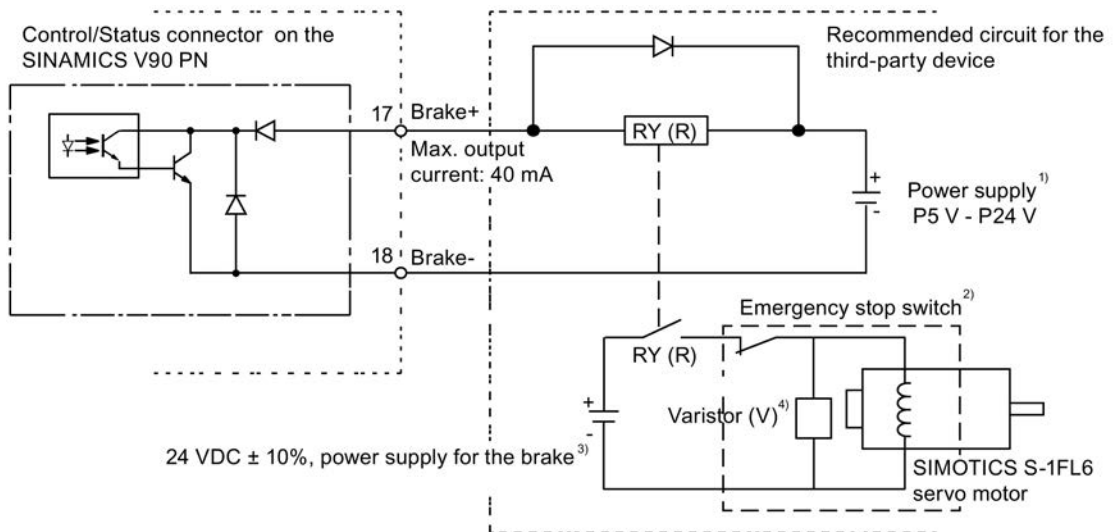 Control/Status connector on the
SINAMICS V90 PN
Recommended circuit for the
third-party device
17
Brake+
Max. output
current: 40 mA
RY (R)
+
-
Power supply 1)
P5 V - P24 V
18
Brake-
Emergency stop switch 2)
RY (R)
+
-
Varistor (V) 4)
24 VDC ± 10%, power supply for the brake 3)
SIMOTICS S-1FL6
servo motor